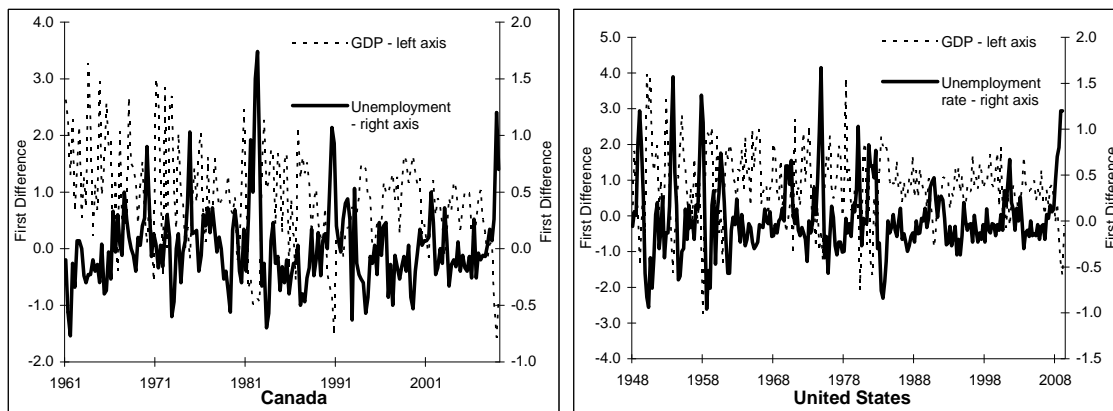 4.0
3.0
2.0
1.0
0.0
-1.0
-2.0
First Difference
2.0
1.5
1.0
0.5
0.0
-0.5
-1.0
First Difference
GDP - left axis
Unemployment
- right axis
1961 1971 1981 1991 2001
Canada
5.0
4.0
3.0
2.0
1.0
0.0
-1.0
-2.0
-3.0
-4.0
First Difference
2.0
1.5
1.0
0.5
0.0
-0.5
-1.0
-1.5
First Difference
GDP - left axis
Unemployment
rate - right axis
1948 1958 1968 1978 1988 1998 2008
United States